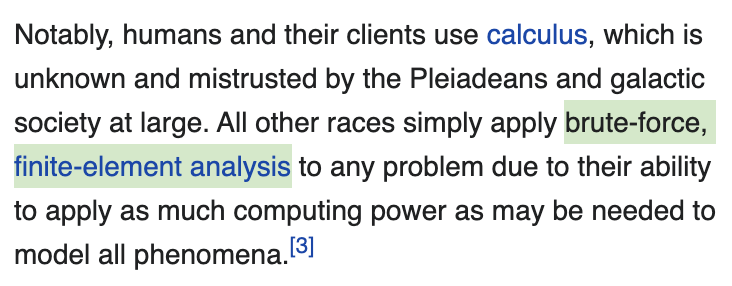 Notably, humans and their clients use calculus, which is
unknown and mistrusted by the Pleiadeans and galactic
society at large. All other races simply apply brute-force,
finite-element analysis to any problem due to their ability
to apply as much computing power as may be needed to
model all phenomena.[3]